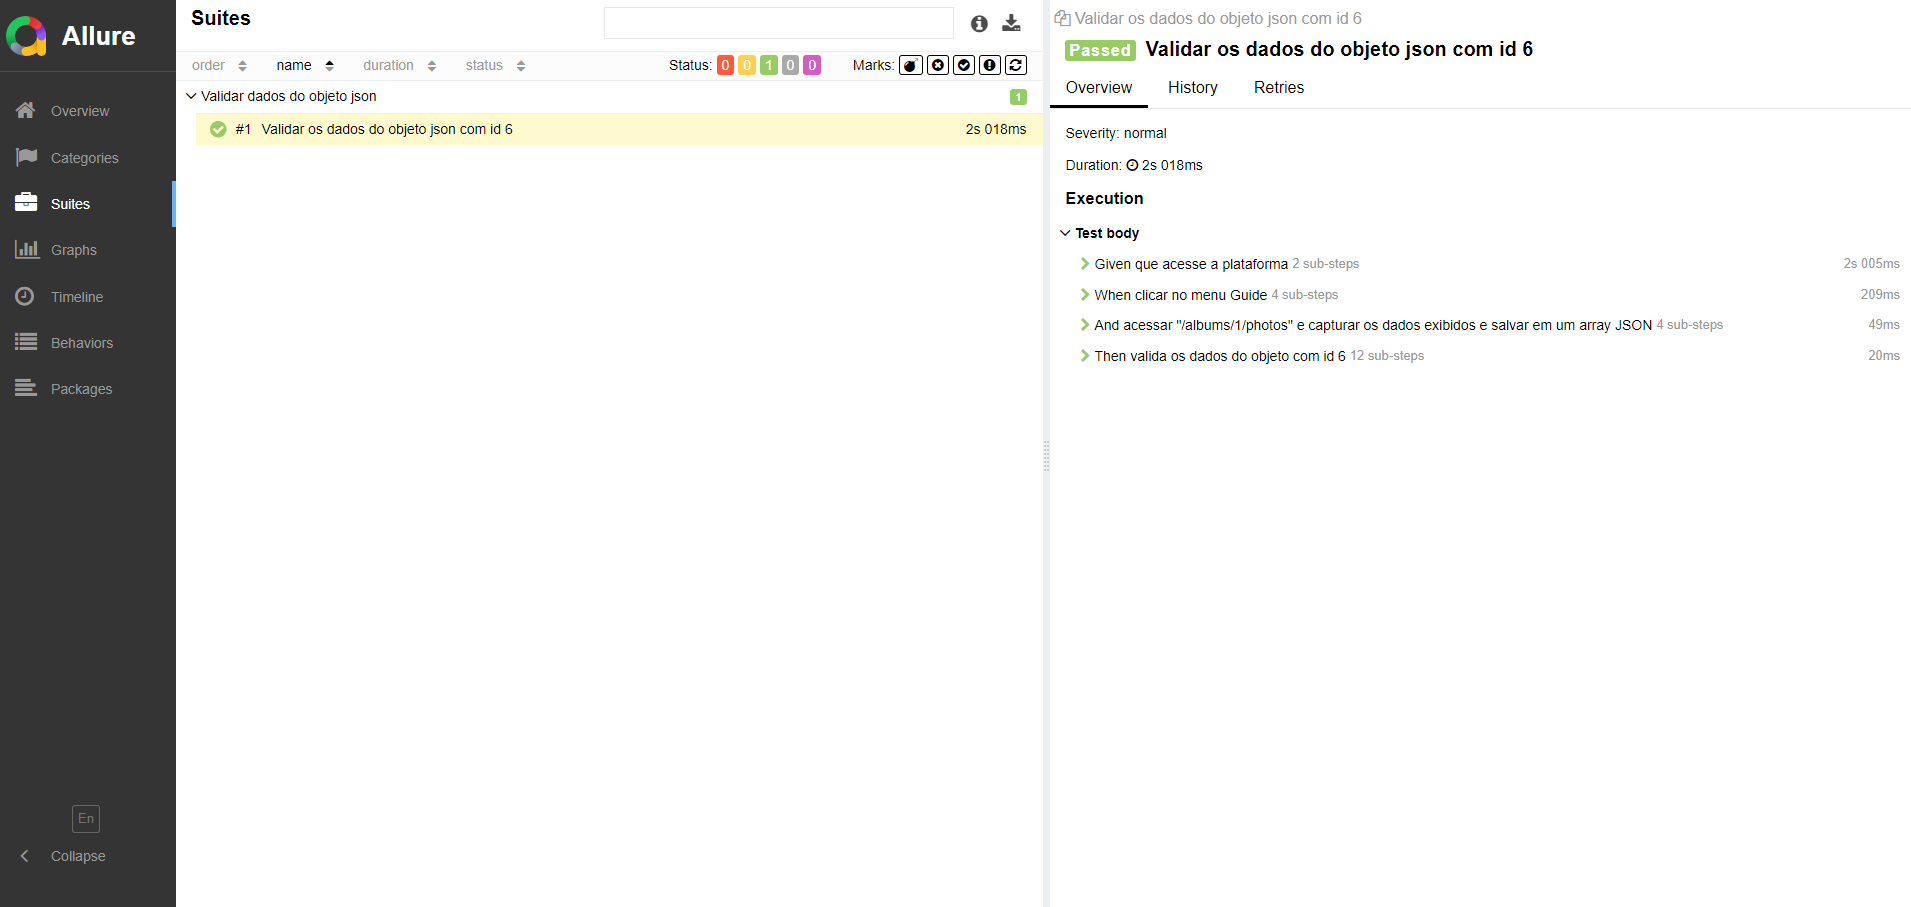 Allure
Overview
Categories
Suites
Graphs
Timeline
Behaviors
Packages
En
Collapse
Suites
order name duration status Status: 0 0 1 0 0 Marks:
Validar dados do objeto json 1
#1 Validar os dados do objeto json com id 6 2s 018ms
Validar os dados do objeto json com id 6
Passed Validar os dados do objeto json com id 6
Overview History Retries
Severity: normal
Duration: 2s 018ms
Execution
Test body
Given que acesse a plataforma 2 sub-steps 2s 005ms
When clicar no menu Guide 4 sub-steps 209ms
And acessar "/albums/1/photos" e capturar os dados exibidos e salvar em um array JSON 4 sub-steps 49ms
Then valida os dados do objeto com id 6 12 sub-steps 20ms